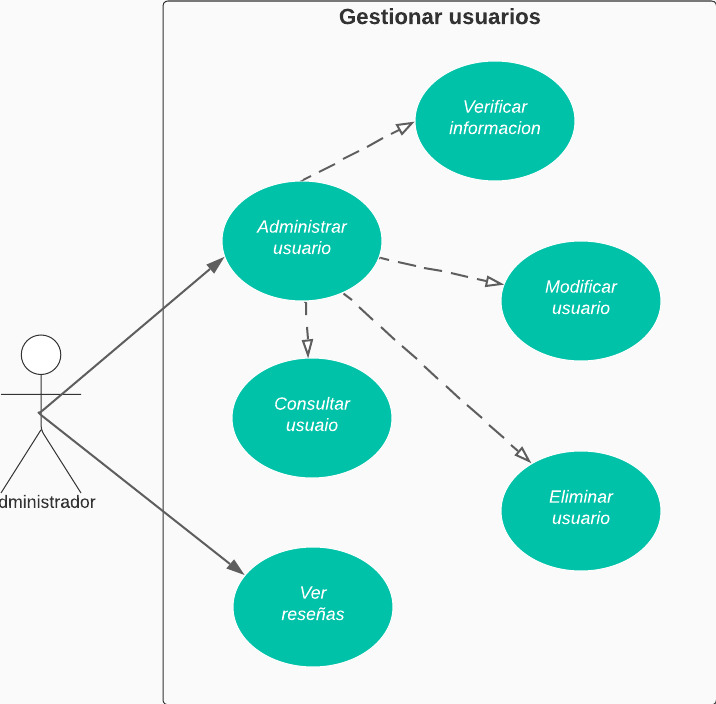 Gestionar usuarios
Verificar
informacion
Administrar
usuario
Modificar
usuario
Consultar
usuaio
dministrador
Eliminar
usuario
Ver
reseñas